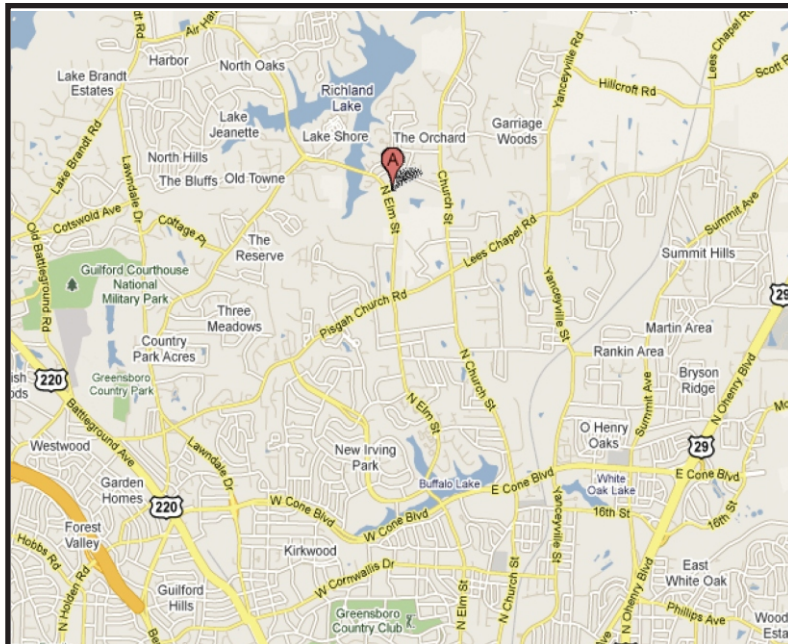 Air Har
Lees Chapel Rd
Scott R
Harbor
North Oaks
Lake Brandt
Estates
Richland
Lake
Yanceyville Rd
Hillcroft Rd
Lake
Jeanette
Lake Shore
The Orchard
Garriage
Woods
Lake Brandt Rd
Lawndale Dr
North Hills
The Bluffs
Old Towne
A
N Elm St
Church St
Cotswold Ave
Cottage Pl
Old Battleground Rd
The
Reserve
Lees Chapel Rd
Summit Ave
Summit Hills
Guilford Courthouse
National
Military Park
Yanceyville St
29
Three
Meadows
Pisgah Church Rd
Country
Park Acres
Martin Area
Rankin Area
220
Greensboro
Country Park
N Church St
Bryson
Ridge
N Ohenry Blvd
Summit Ave
Battleground Ave
N Elm St
O Henry
Oaks
29
Westwood
Lawndale Dr
New Irving
Park
Buffalo Lake
E Cone Blvd
E Cone Blvd
White
Oak Lake
Garden
Homes
220
W Cone Blvd
W Cone Blvd
16th St
16th St
Yanceyville St
Forest
Valley
Kirkwood
Hobbs Rd
N Holden Rd
W Cornwallis Dr
N Elm St
N Church St
East
White Oak
N Ohenry Blvd
Guilford
Hills
Greensboro
Country Club
Phillips Ave
Wood
Esta